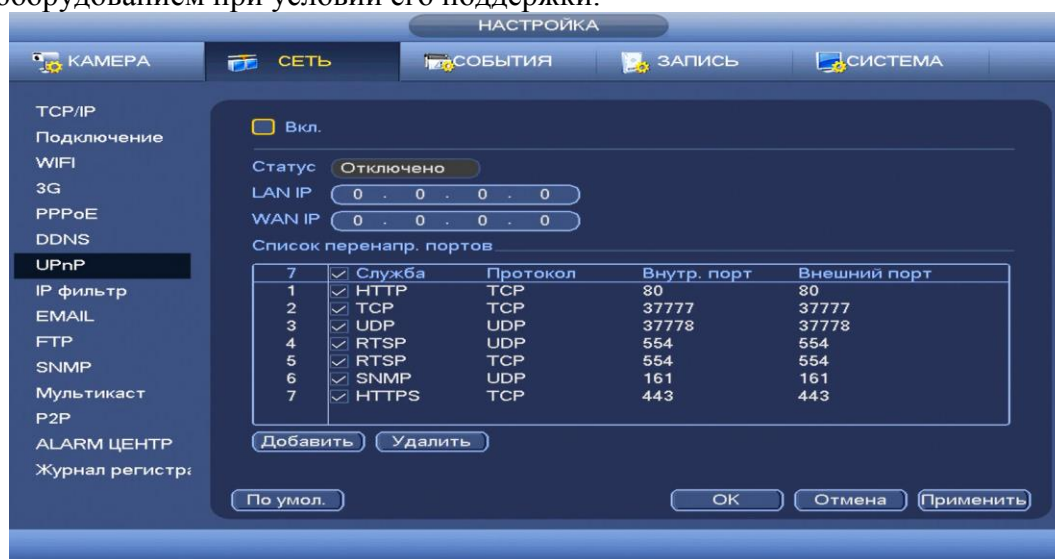 оборудованием при условии его поддержки.
НАСТРОЙКА
КАМЕРА СЕТЬ СОБЫТИЯ ЗАПИСЬ СИСТЕМА
TCP/IP
Подключение
WIFI
3G
PPPoE
DDNS
UPnP
IP фильтр
EMAIL
FTP
SNMP
Мультикаст
P2P
ALARM ЦЕНТР
Журнал регистра
Вкл.
Статус Отключено
LAN IP 0 . 0 . 0 . 0
WAN IP 0 . 0 . 0 . 0
Список перенапр. портов
7 Служба Протокол Внутр. порт Внешний порт
1 HTTP TCP 80 80
2 TCP TCP 37777 37777
3 UDP UDP 37778 37778
4 RTSP UDP 554 554
5 RTSP TCP 554 554
6 SNMP UDP 161 161
7 HTTPS TCP 443 443
Добавить Удалить
По умол. OK Отмена Применить